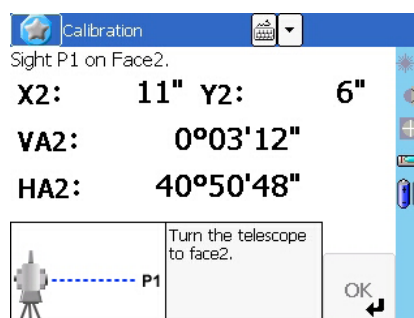 Calibration
Sight P1 on Face2.
X2: 11" Y2: 6"
VA2: 0°03'12"
HA2: 40°50'48"
P1
Turn the telescope
to face2.
OK